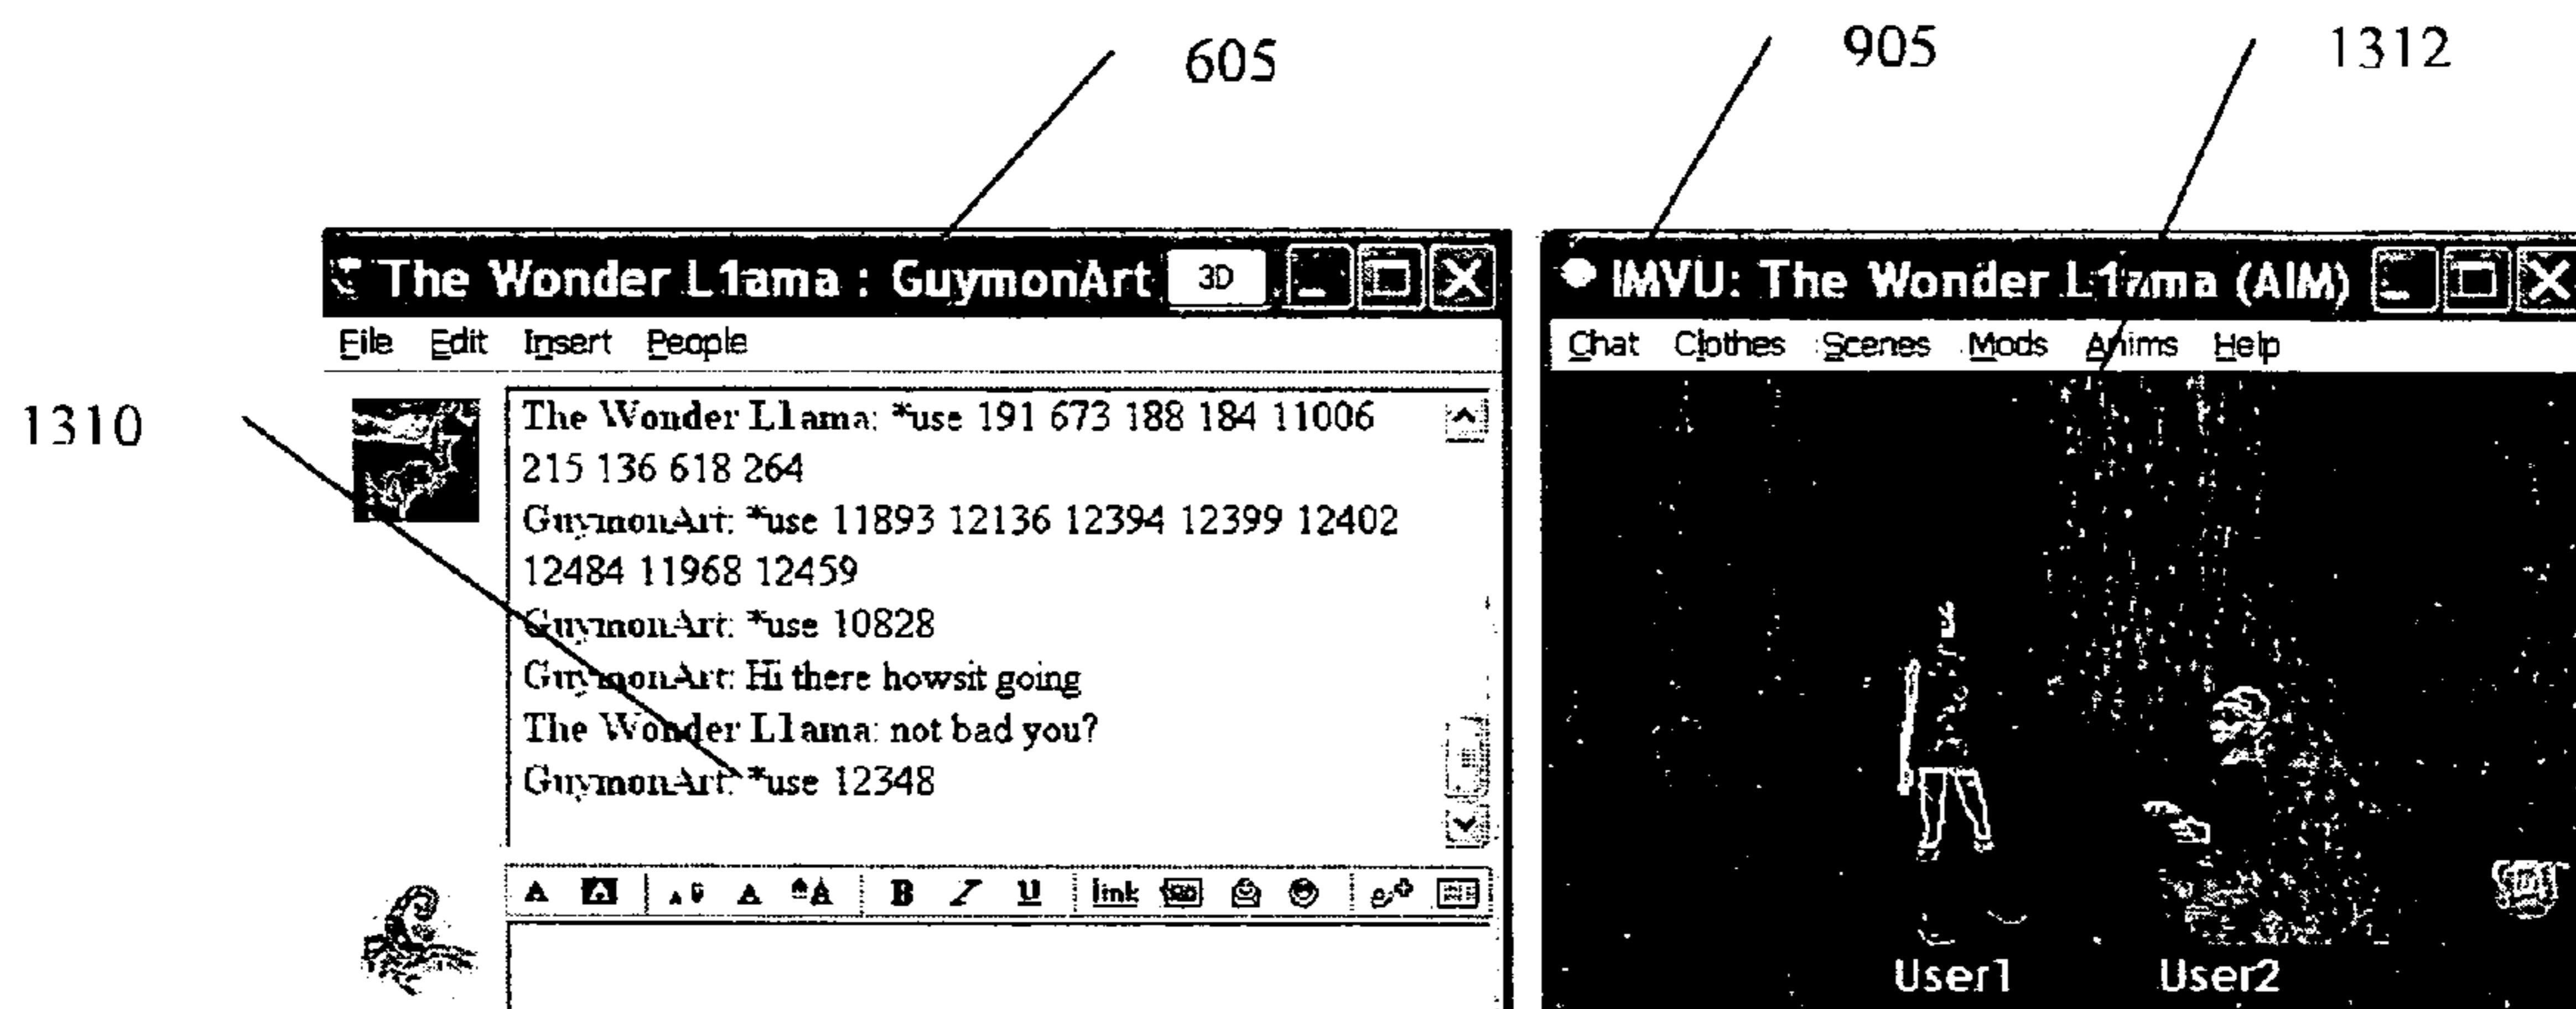 605
905
1312
The Wonder L1ama : GuymonArt 3D
IMVU: The Wonder L1ama (AIM)
File Edit Insert People
Chat Clothes Scenes Mods Anims Help
1310
The Wonder L1ama: *use 191 673 188 184 11006
215 136 618 264
GuymonArt: *use 11893 12136 12394 12399 12402
12484 11968 12459
GuymonArt: *use 10828
GuymonArt: Hi there howsit going
The Wonder L1ama: not bad you?
GuymonArt: *use 12348
A A A A A B I U link
User1 User2